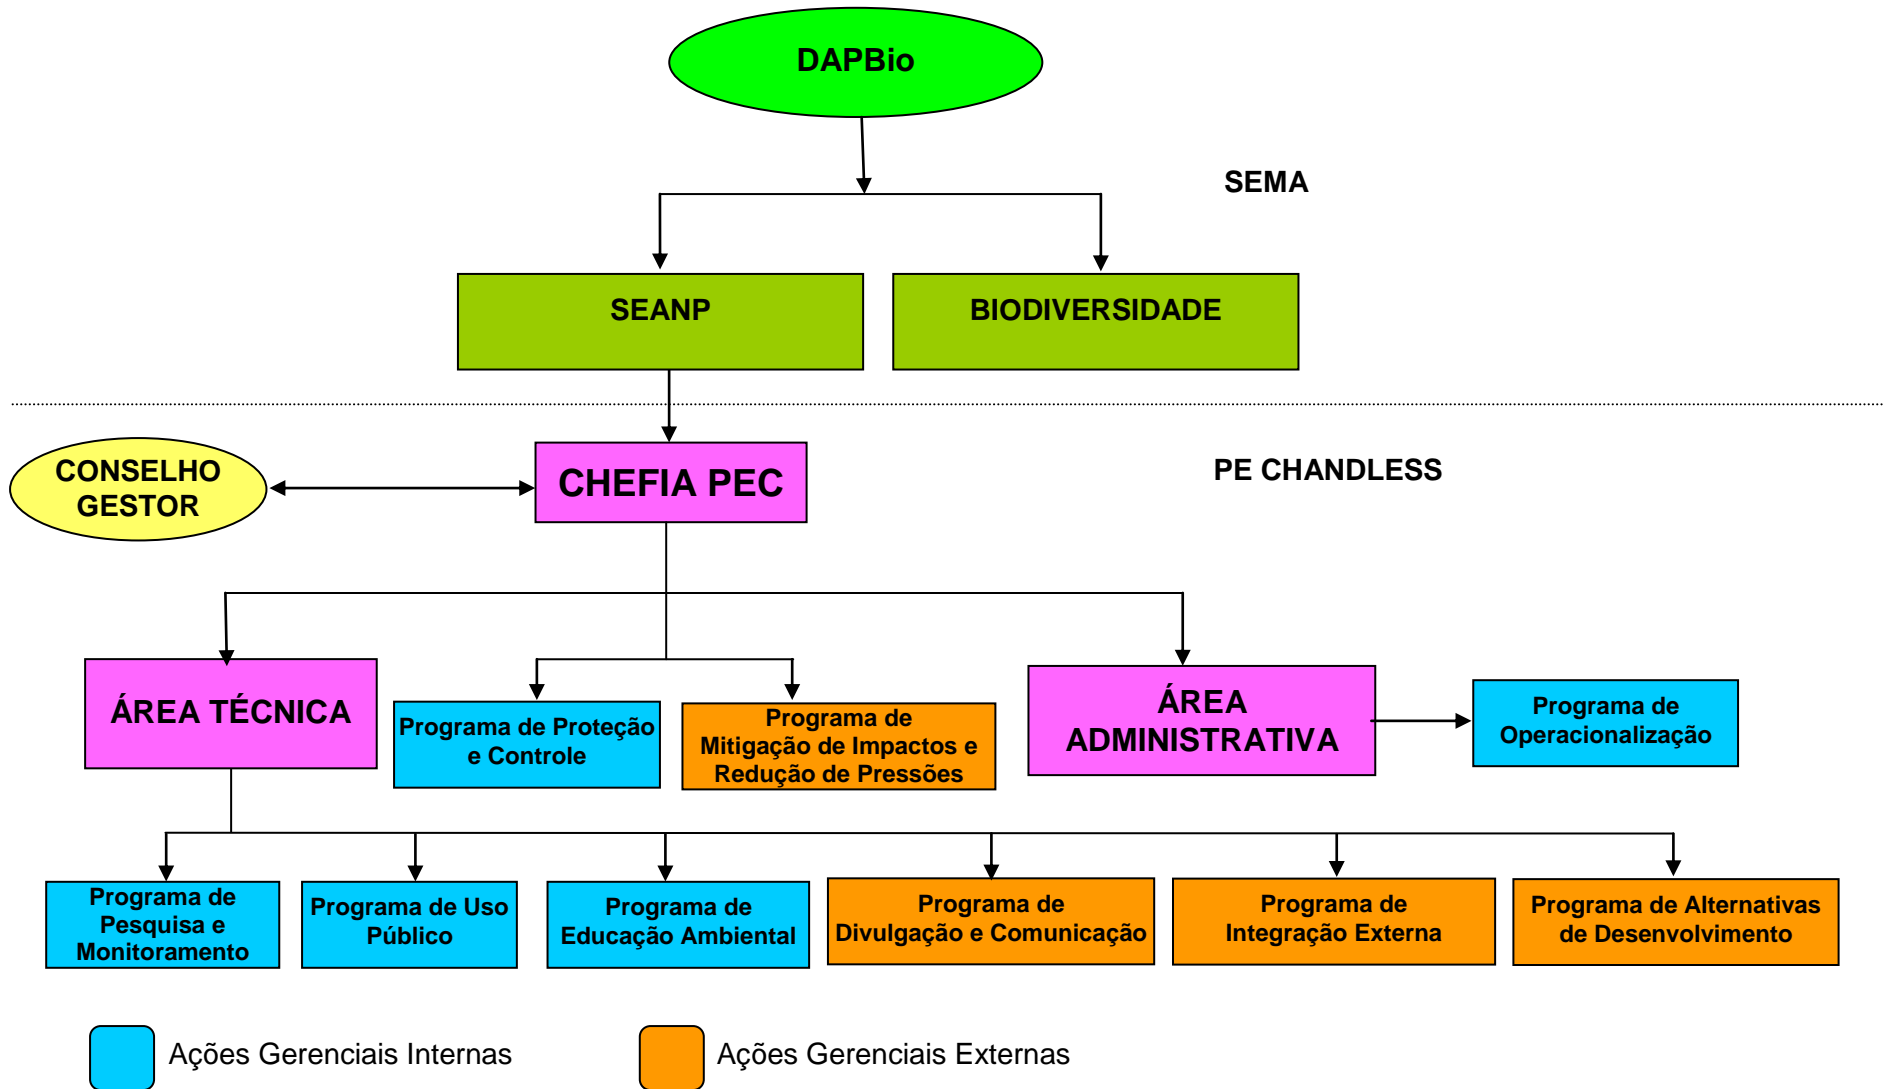 DAPBio
SEMA
SEANP
BIODIVERSIDADE
CONSELHO
GESTOR
CHEFIA PEC
PE CHANDLESS
ÁREA TÉCNICA
Programa de Proteção
e Controle
Programa de
Mitigação de Impactos e
Redução de Pressões
ÁREA
ADMINISTRATIVA
Programa de
Operacionalização
Programa de
Pesquisa e
Monitoramento
Programa de Uso
Público
Programa de
Educação Ambiental
Programa de
Divulgação e Comunicação
Programa de
Integração Externa
Programa de Alternativas
de Desenvolvimento
Ações Gerenciais Internas
Ações Gerenciais Externas